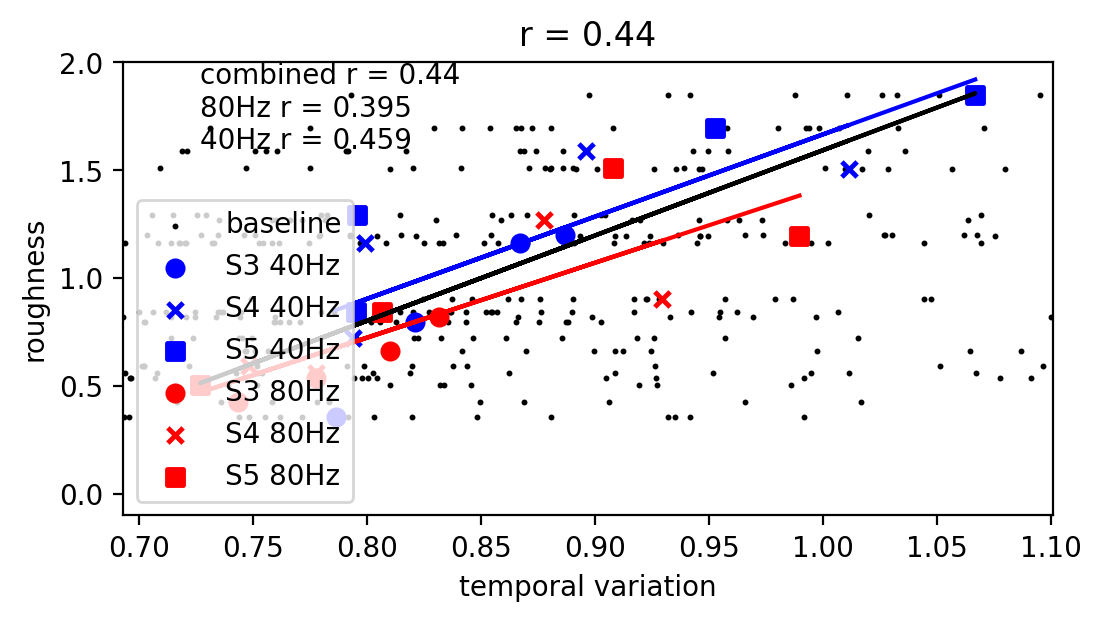 r = 0.44
combined r = 0.44
80Hz r = 0.395
40Hz r = 0.459
2.0
1.5
1.0
0.5
0.0
roughness
baseline
S3 40Hz
S4 40Hz
S5 40Hz
S3 80Hz
S4 80Hz
S5 80Hz
0.70 0.75 0.80 0.85 0.90 0.95 1.00 1.05 1.10
temporal variation